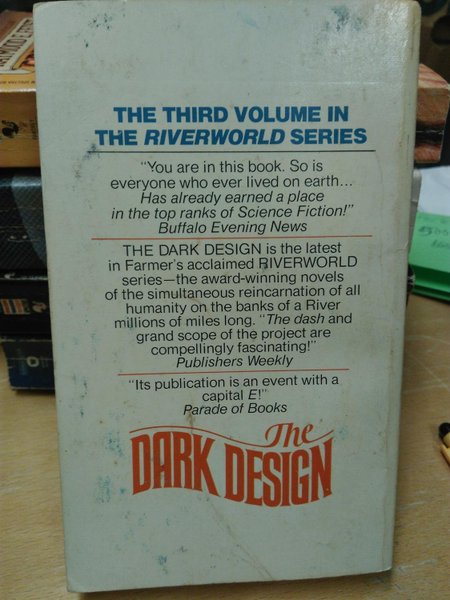 THE THIRD VOLUME IN
THE RIVERWORLD SERIES
"You are in this book. So is
everyone who ever lived on earth...
Has already earned a place
in the top ranks of Science Fiction!"
Buffalo Evening News
THE DARK DESIGN is the latest
in Farmer's acclaimed RIVERWORLD
series—the award-winning novels
of the simultaneous reincarnation of all
humanity on the banks of a River
millions of miles long. "The dash and
grand scope of the project are
compellingly fascinating!"
Publishers Weekly
"Its publication is an event with a
capital E!"
Parade of Books
The
DARK DESIGN